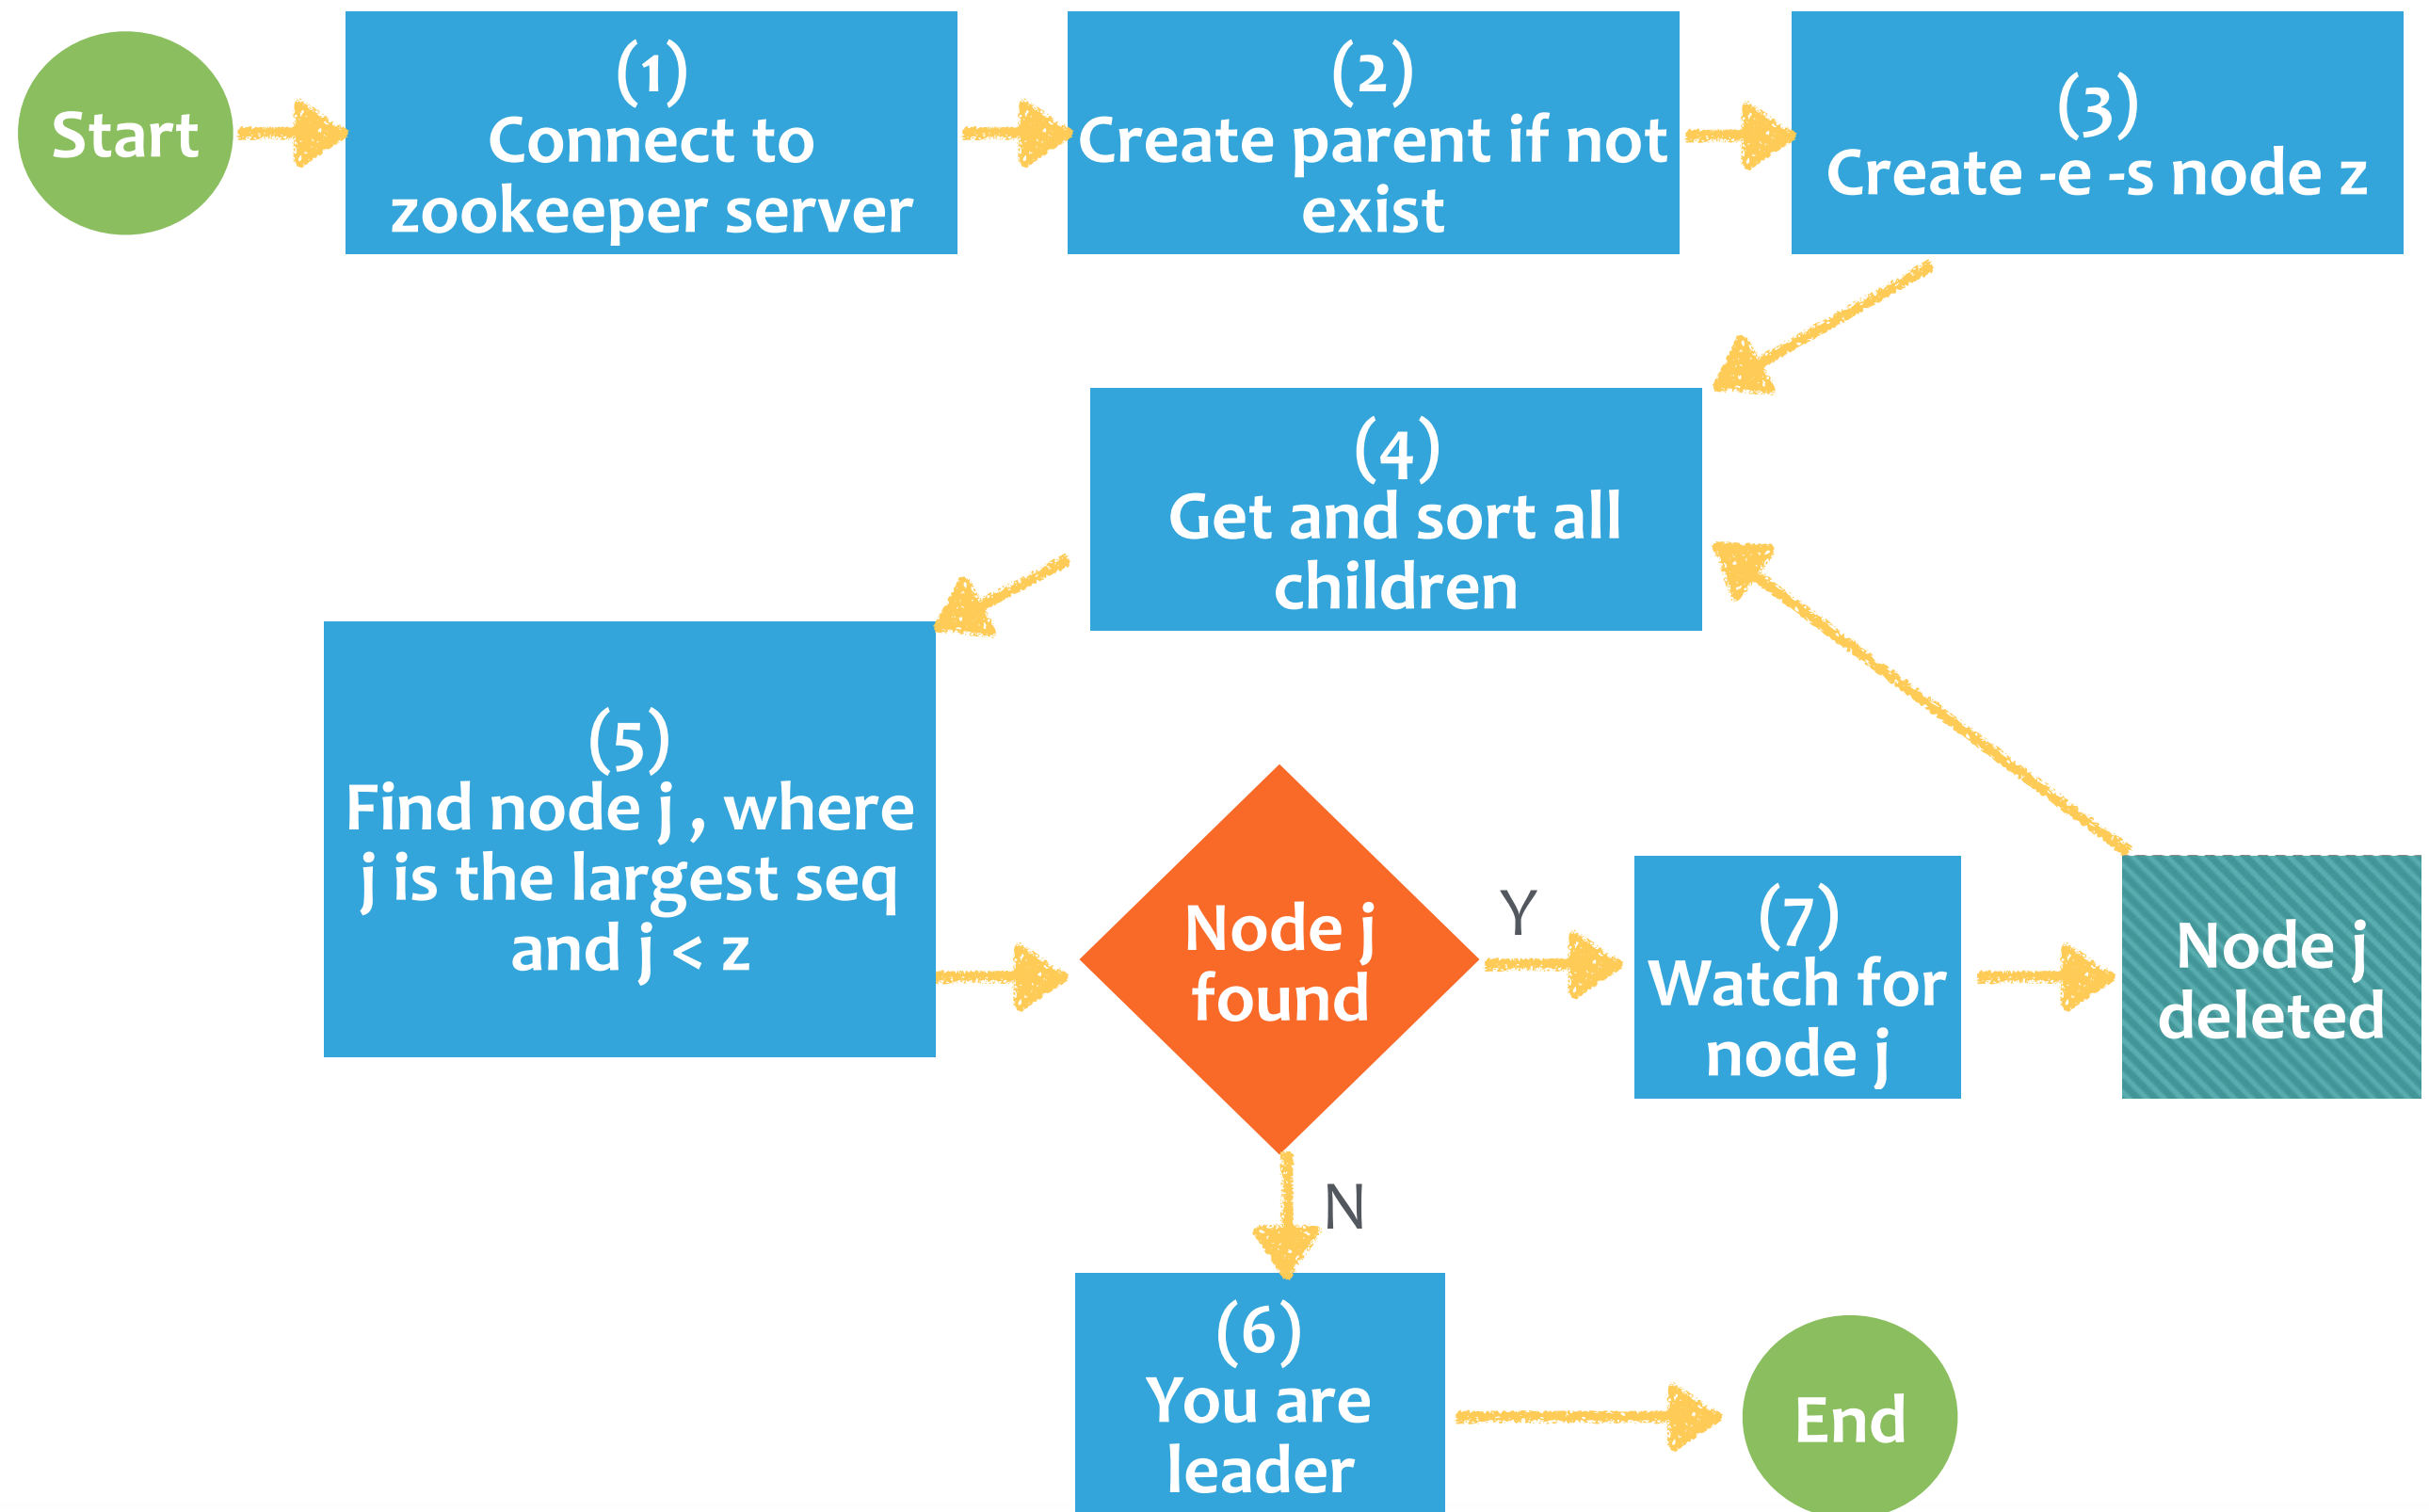 Start
(1)
Connect to
zookeeper server
(2)
Create parent if not
exist
(3)
Create -e -s node z
(4)
Get and sort all
children
(5)
Find node j , where
j is the largest seq
and j < z
Node j
found
Y
(7)
Watch for
node j
Node j
deleted
N
(6)
You are
leader
End